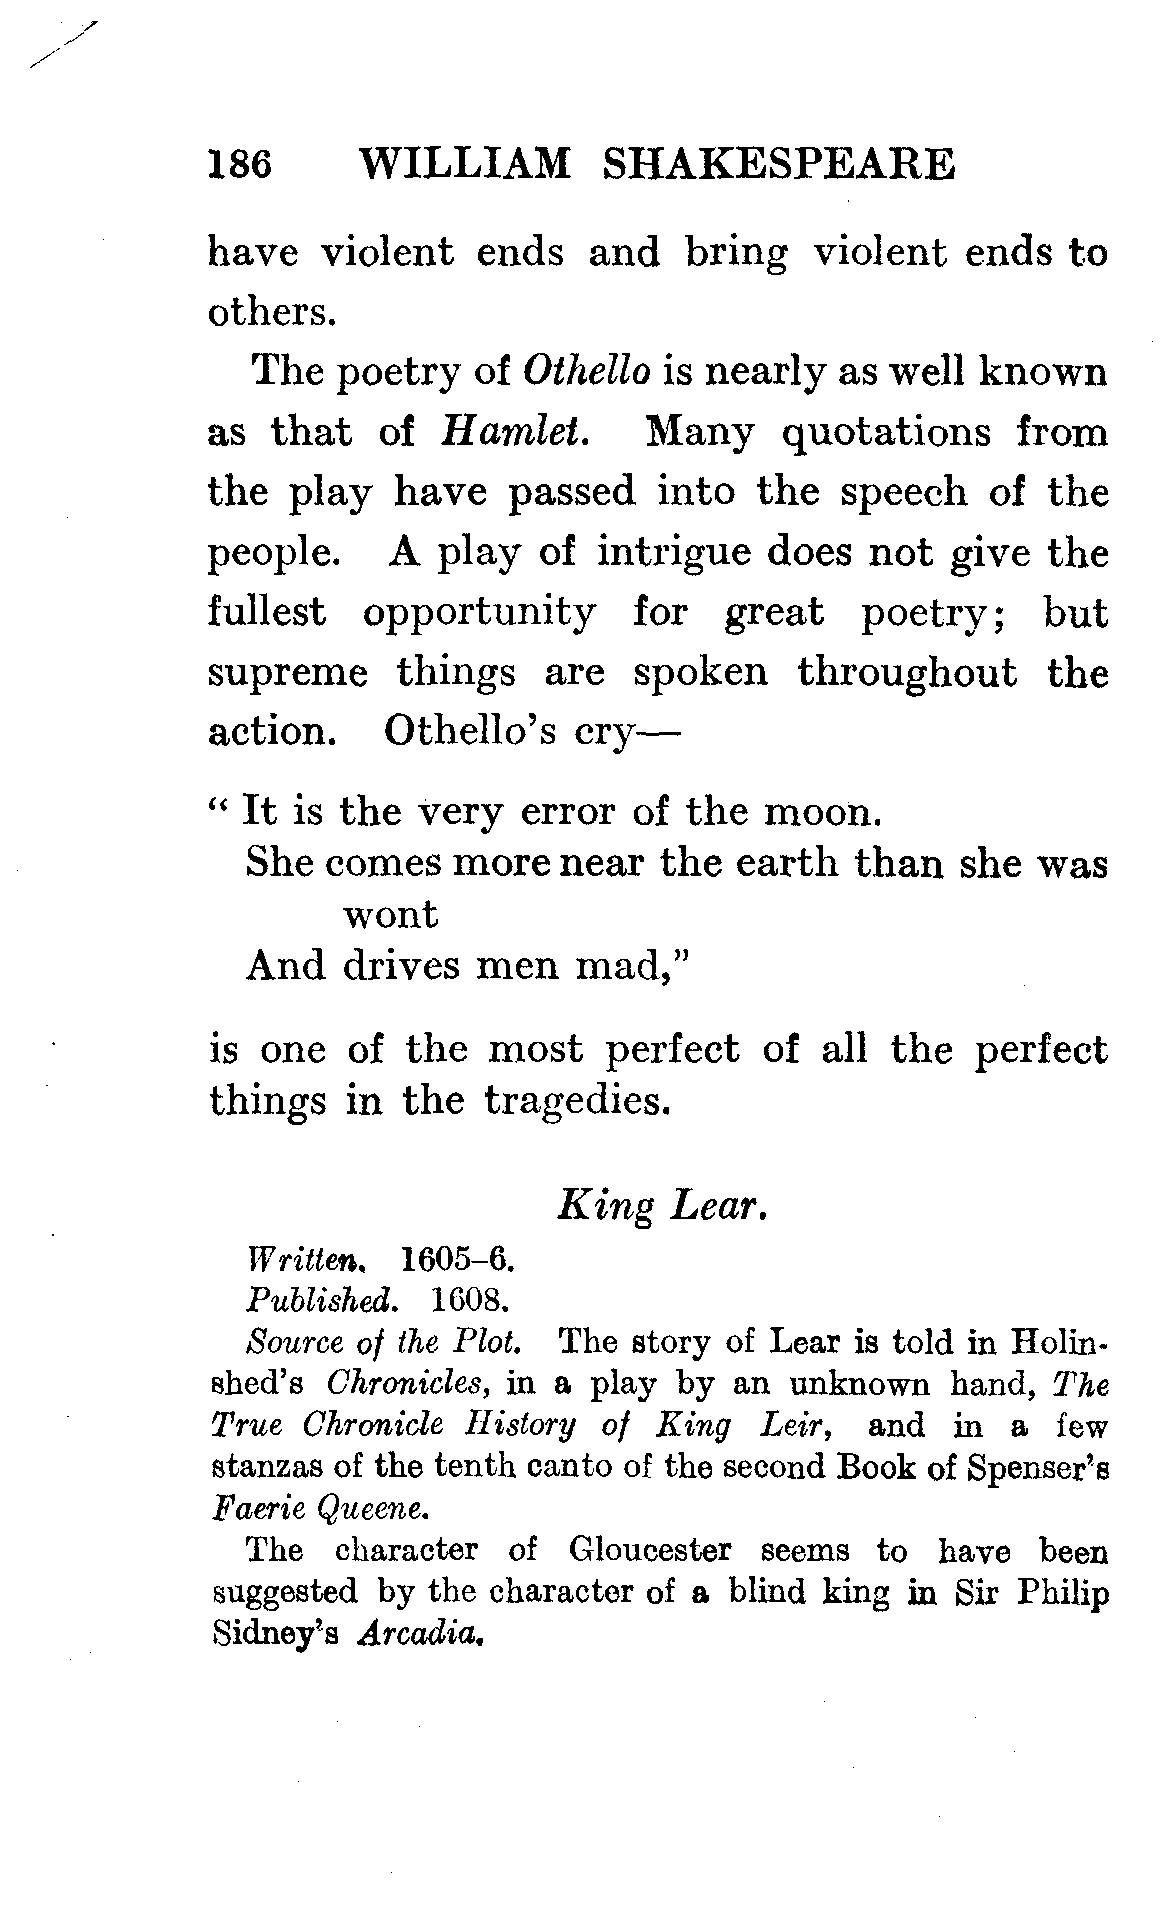 186 WILLIAM SHAKESPEARE
have violent ends and bring violent ends to
others.
The poetry of Othello is nearly as well known
as that of Hamlet. Many quotations from
the play have passed into the speech of the
people. A play of intrigue does not give the
fullest opportunity for great poetry; but
supreme things are spoken throughout the
action. Othello's cry—
“ It is the very error of the moon.
She comes more near the earth than she was
wont
And drives men mad,”
is one of the most perfect of all the perfect
things in the tragedies.
King Lear.
Written. 1605–6.
Published. 1608.
Source of the Plot. The story of Lear is told in Holin-
shed's Chronicles, in a play by an unknown hand, The
True Chronicle History of King Leir, and in a few
stanzas of the tenth canto of the second Book of Spenser's
Faerie Queene.
The character of Gloucester seems to have been
suggested by the character of a blind king in Sir Philip
Sidney's Arcadia.